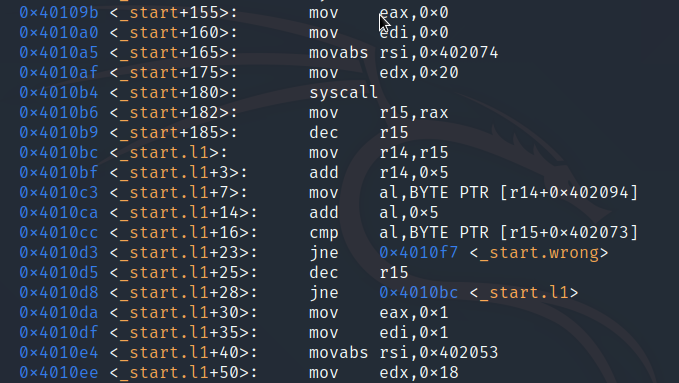 0×40109b <_start+155>: mov eax,0×0
0×4010a0 <_start+160>: mov edi,0×0
0×4010a5 <_start+165>: movabs rsi,0×402074
0×4010af <_start+175>: mov edx,0×20
0×4010b4 <_start+180>: syscall
0×4010b6 <_start+182>: mov r15,rax
0×4010b9 <_start+185>: dec r15
0×4010bc <_start.l1>: mov r14,r15
0×4010bf <_start.l1+3>: add r14,0×5
0×4010c3 <_start.l1+7>: mov al,BYTE PTR [r14+0×402094]
0×4010ca <_start.l1+14>: add al,0×5
0×4010cc <_start.l1+16>: cmp al,BYTE PTR [r15+0×402073]
0×4010d3 <_start.l1+23>: jne 0×4010f7 <_start.wrong>
0×4010d5 <_start.l1+25>: dec r15
0×4010d8 <_start.l1+28>: jne 0×4010bc <_start.l1>
0×4010da <_start.l1+30>: mov eax,0×1
0×4010df <_start.l1+35>: mov edi,0×1
0×4010e4 <_start.l1+40>: movabs rsi,0×402053
0×4010ee <_start.l1+50>: mov edx,0×18